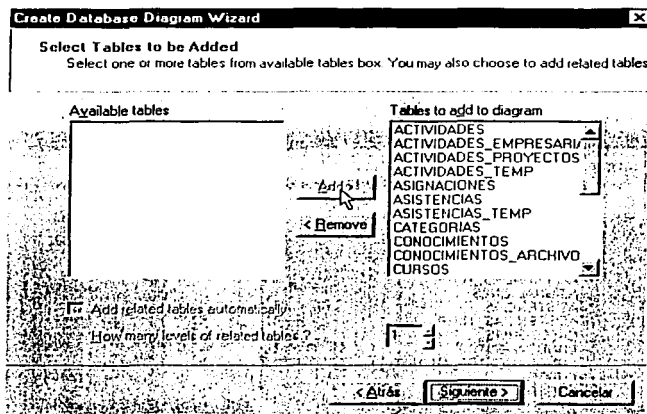 Create Database Diagram Wizard
Select Tables to be Added
Select one or more tables from available tables box. You may also choose to add related tables
Available tables
Tables to add to diagram
ACTIVIDADES
ACTIVIDADES_EMPRESARI
ACTIVIDADES_PROYECTOS
ACTIVIDADES_TEMP
ASIGNACIONES
ASISTENCIAS
ASISTENCIAS_TEMP
CATEGORIAS
CONOCIMIENTOS
CONOCIMIENTOS_ARCHIVO
CURSOS
Add >
< Remove
Add related tables automatically
How many levels of related tables ?
1
< Atrás
Siguiente >
Cancelar